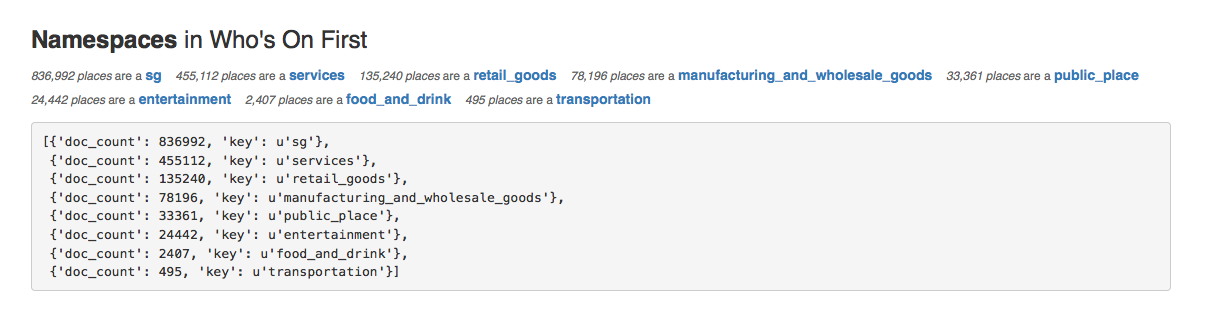 Namespaces in Who's On First
836,992 places are a sg 455,112 places are a services 135,240 places are a retail_goods 78,196 places are a manufacturing_and_wholesale_goods 33,361 places are a public_place
24,442 places are a entertainment 2,407 places are a food_and_drink 495 places are a transportation
[{'doc_count': 836992, 'key': u'sg'},
{'doc_count': 455112, 'key': u'services'},
{'doc_count': 135240, 'key': u'retail_goods'},
{'doc_count': 78196, 'key': u'manufacturing_and_wholesale_goods'},
{'doc_count': 33361, 'key': u'public_place'},
{'doc_count': 24442, 'key': u'entertainment'},
{'doc_count': 2407, 'key': u'food_and_drink'},
{'doc_count': 495, 'key': u'transportation'}]